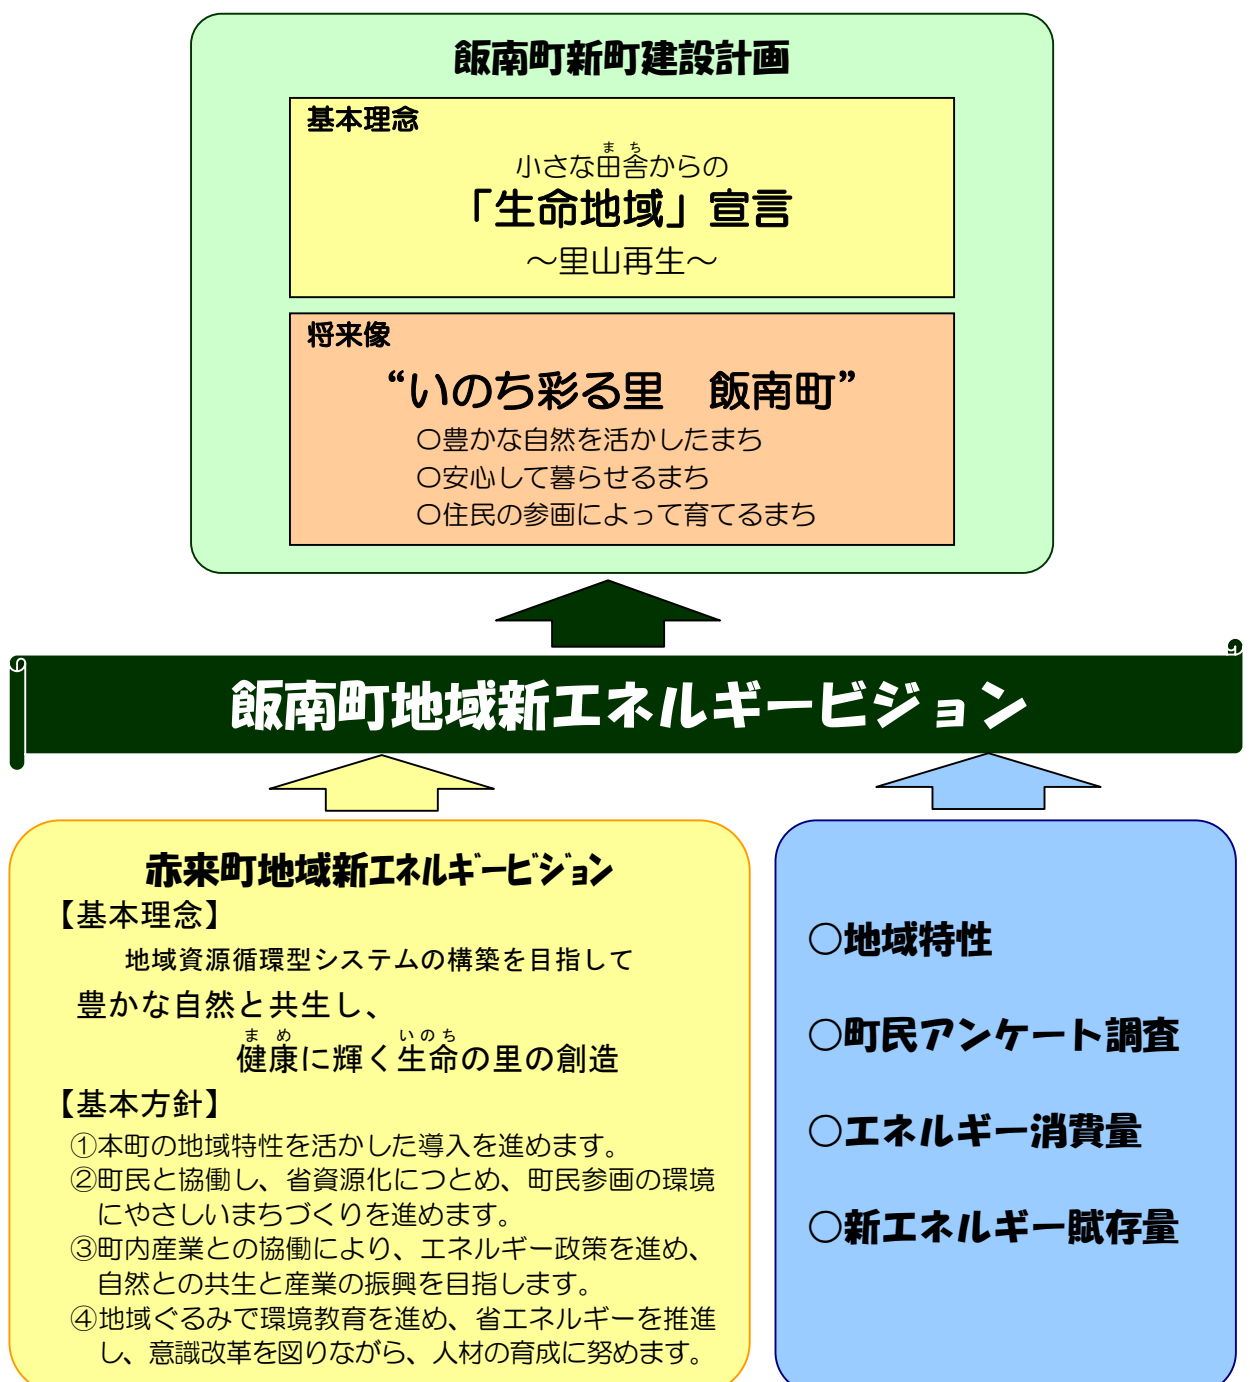 飯南町新町建設計画
基本理念
まち
小さな田舎からの
「生命地域」宣言
～里山再生～
将来像
“いのち彩る里　飯南町”
○豊かな自然を活かしたまち
○安心して暮らせるまち
○住民の参画によって育てるまち
飯南町地域新エネルギービジョン
赤来町地域新エネルギービジョン
【基本理念】
地域資源循環型システムの構築を目指して
豊かな自然と共生し、
まめ　いのち
健康に輝く生命の里の創造
【基本方針】
①本町の地域特性を活かした導入を進めます。
②町民と協働し、省資源化につとめ、町民参画の環境
にやさしいまちづくりを進めます。
③町内産業との協働により、エネルギー政策を進め、
自然との共生と産業の振興を目指します。
④地域ぐるみで環境教育を進め、省エネルギーを推進
し、意識改革を図りながら、人材の育成に努めます。
○地域特性
○町民アンケート調査
○エネルギー消費量
○新エネルギー賦存量